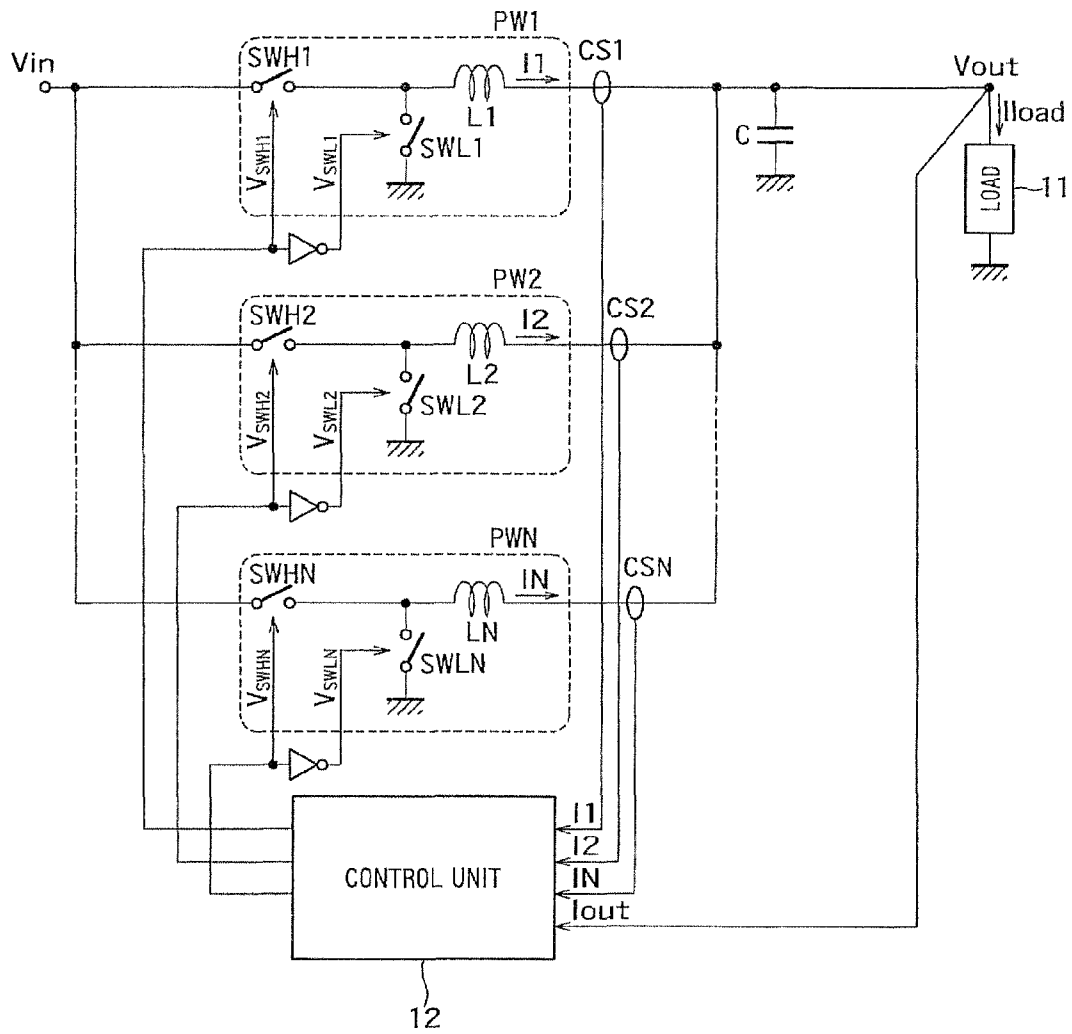 PW1
Vin
SWH1
I1
CS1
Vout
L1
Iload
SWL1
C
VSWH1
VSWL1
LOAD
11
PW2
SWH2
I2
CS2
L2
SWL2
VSWH2
VSWL2
PWN
SWHN
IN
CSN
LN
SWLN
VSWHN
VSWLN
I1
I2
CONTROL UNIT
IN
Iout
12